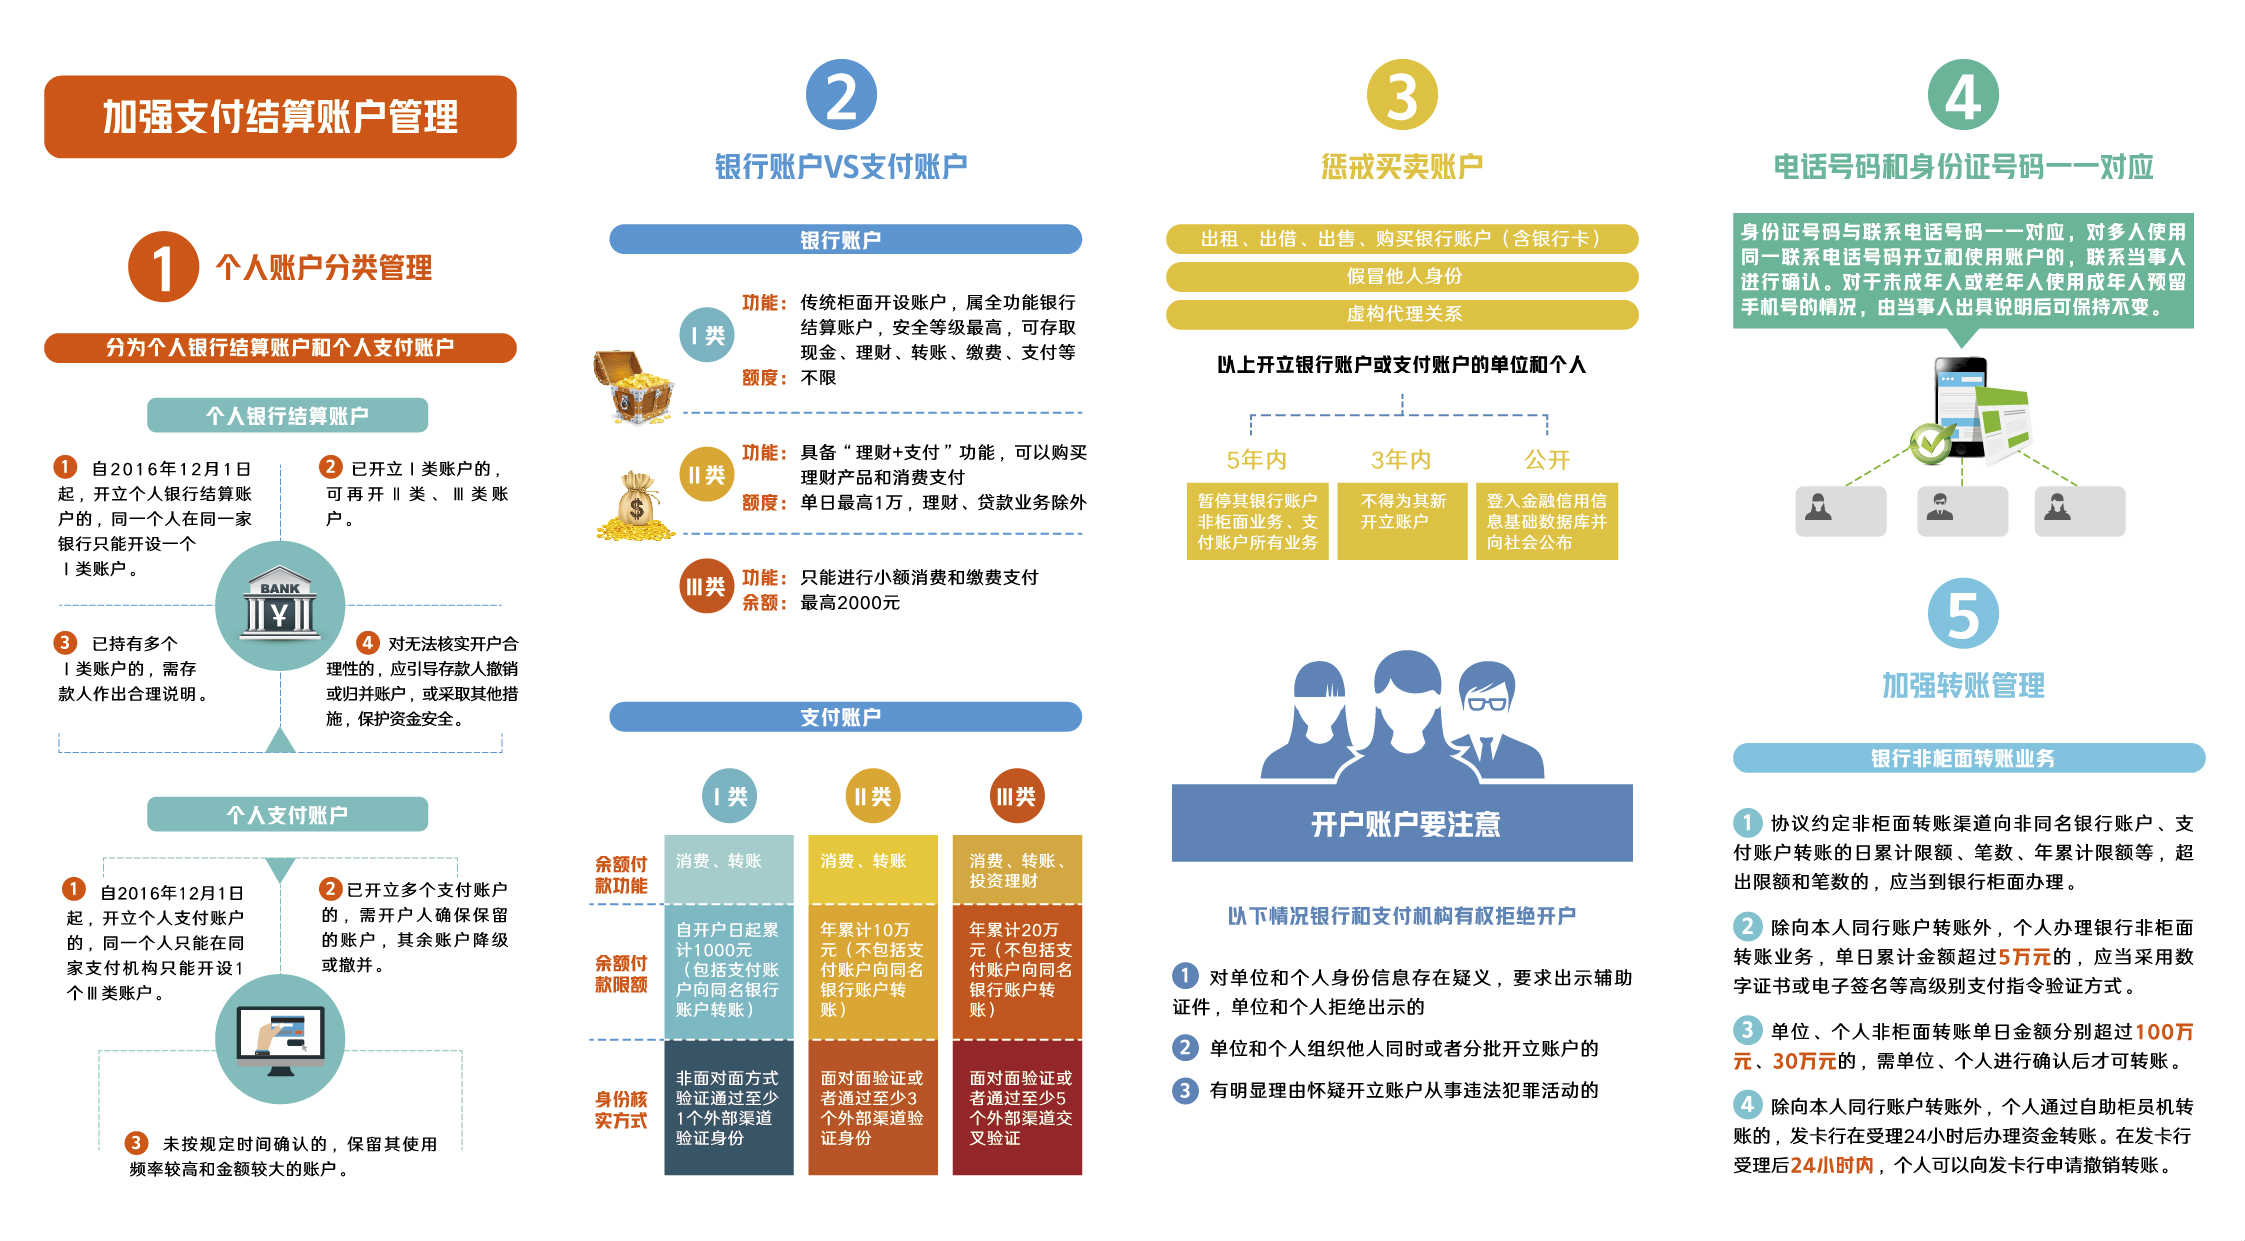 加强支付结算账户管理
1
个人账户分类管理
分为个人银行结算账户和个人支付账户
个人银行结算账户
1 自2016年12月1日
起，开立个人银行结算账
户的，同一个人在同一家
银行只能开设一个
Ⅰ类账户。
2 已开立Ⅰ类账户的，
可再开Ⅱ类、Ⅲ类账
户。
BANK
¥
3 已持有多个
Ⅰ类账户的，需存
款人作出合理说明。
4 对无法核实开户合
理性的，应引导存款人撤销
或归并账户，或采取其他措
施，保护资金安全。
个人支付账户
1 自2016年12月1日
起，开立个人支付账户
的，同一个人只能在同
家支付机构只能开设1
个Ⅲ类账户。
2 已开立多个支付账户
的，需开户人确保保留
的账户，其余账户降级
或撤并。
3 未按规定时间确认的，保留其使用
频率较高和金额较大的账户。
2
银行账户VS支付账户
银行账户
Ⅰ类
功能：传统柜面开设账户，属全功能银行
结算账户，安全等级最高，可存取
现金、理财、转账、缴费、支付等
额度：不限
$
Ⅱ类
功能：具备“理财+支付”功能，可以购买
理财产品和消费支付
额度：单日最高1万，理财、贷款业务除外
Ⅲ类
功能：只能进行小额消费和缴费支付
余额：最高2000元
支付账户
Ⅰ类 Ⅱ类 Ⅲ类
余额付
款功能
消费、转账
消费、转账
消费、转账、
投资理财
余额付
款限额
自开户日起累
计1000元
（包括支付账
户向同名银行
账户转账）
年累计10万
元（不包括支
付账户向同名
银行账户转
账）
年累计20万
元（不包括支
付账户向同名
银行账户转
账）
身份核
实方式
非面对面方式
验证通过至少
1个外部渠道
验证身份
面对面验证或
者通过至少3
个外部渠道验
证身份
面对面验证或
者通过至少5
个外部渠道交
叉验证
3
惩戒买卖账户
出租、出借、出售、购买银行账户（含银行卡）
假冒他人身份
虚构代理关系
以上开立银行账户或支付账户的单位和个人
5年内
暂停其银行账户
非柜面业务、支
付账户所有业务
3年内
不得为其新
开立账户
公开
登入金融信用信
息基础数据库并
向社会公布
开户账户要注意
以下情况银行和支付机构有权拒绝开户
1 对单位和个人身份信息存在疑义，要求出示辅助
证件，单位和个人拒绝出示的
2 单位和个人组织他人同时或者分批开立账户的
3 有明显理由怀疑开立账户从事违法犯罪活动的
4
电话号码和身份证号码一一对应
身份证号码与联系电话号码一一对应，对多人使用
同一联系电话号码开立和使用账户的，联系当事人
进行确认。对于未成年人或老年人使用成年人预留
手机号的情况，由当事人出具说明后可保持不变。
5
加强转账管理
银行非柜面转账业务
1 协议约定非柜面转账渠道向非同名银行账户、支
付账户转账的日累计限额、笔数、年累计限额等，超
出限额和笔数的，应当到银行柜面办理。
2 除向本人同行账户转账外，个人办理银行非柜面
转账业务，单日累计金额超过5万元的，应当采用数
字证书或电子签名等高级别支付指令验证方式。
3 单位、个人非柜面转账单日金额分别超过100万
元、30万元的，需单位、个人进行确认后才可转账。
4 除向本人同行账户转账外，个人通过自助柜员机转
账的，发卡行在受理24小时后办理资金转账。在发卡行
受理后24小时内，个人可以向发卡行申请撤销转账。